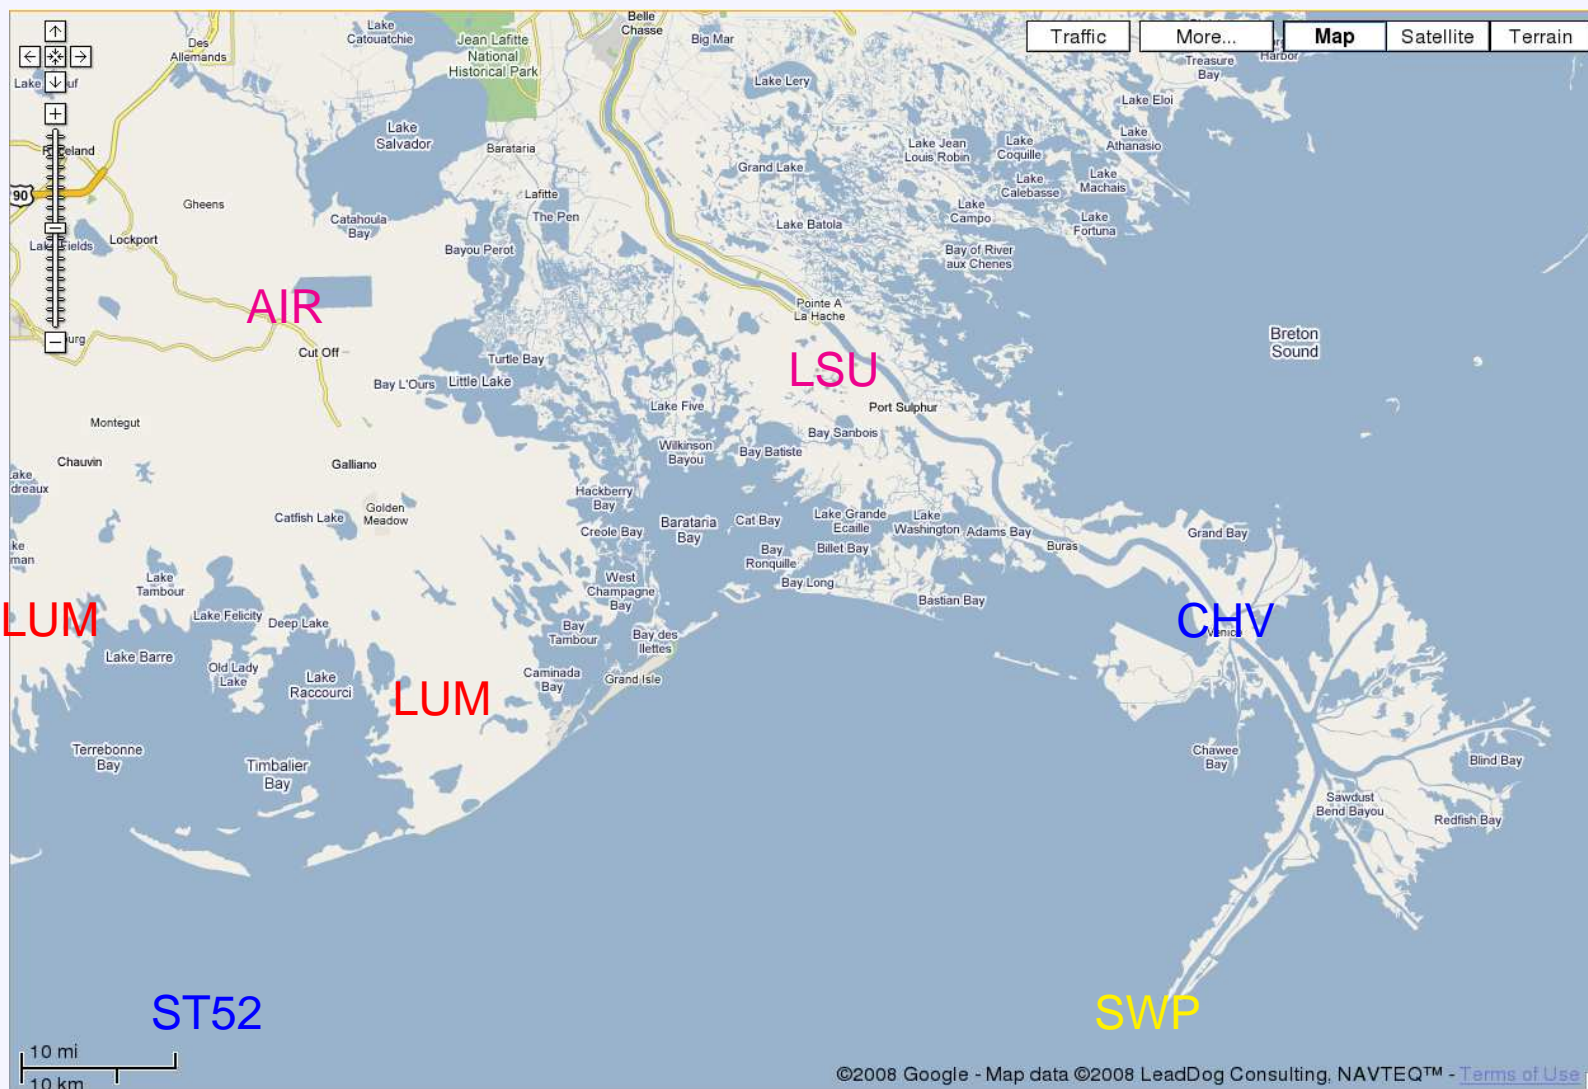 Traffic
More...
Map
Satellite
Terrain
Belle
Chasse
Lake
Catouatchie
Jean Lafitte
National
Historical Park
Big Mar
Des
Allemands
Treasure
Bay
Harbor
Lake Lery
Lake Eloi
Lake
Salvador
Barataria
Lake
Athanasio
Lake Jean
Louis Robin
Lake
Coquille
Grand Lake
Lake
Calebasse
Lake
Machais
90
Gheens
Lafitte
The Pen
Catahoula
Bay
Lake
Campo
Lake
Fortuna
Lake Batola
Lockport
Bayou Perot
Bay of River
aux Chenes
AIR
Pointe A
La Hache
Breton
Sound
Cut Off
Turtle Bay
LSU
Bay L'Ours
Little Lake
Lake Five
Port Sulphur
Montegut
Bay Sanbois
Wilkinson
Bayou
Bay Batiste
Chauvin
Galliano
Hackberry
Bay
Golden
Meadow
Catfish Lake
Creole Bay
Barataria
Bay
Cat Bay
Lake Grande
Ecaille
Lake
Washington
Adams Bay
Grand Bay
Buras
Bay
Ronquille
Billet Bay
Bay Long
Lake
Tambour
West
Champagne
Bay
Bastian Bay
LUM
Lake Felicity
Deep Lake
CHV
Venice
Bay
Tambour
Bay des
Ilettes
Lake Barre
Old Lady
Lake
Lake
Raccourci
Caminada
Bay
Grand Isle
LUM
Terrebonne
Bay
Timbalier
Bay
Chawee
Bay
Blind Bay
Sawdust
Bend Bayou
Redfish Bay
ST52
SWP
10 mi
10 km
©2008 Google - Map data ©2008 LeadDog Consulting, NAVTEQ™ - Terms of Use